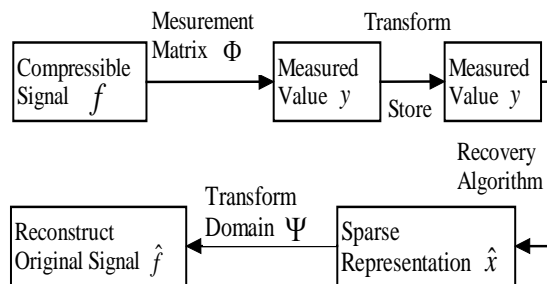 Mesurement
Matrix Φ
Transform
Compressible
Signal f
Measured
Value y
Store
Measured
Value y
Recovery
Algorithm
Transform
Domain Ψ
Reconstruct
Original Signal f̂
Sparse
Representation x̂